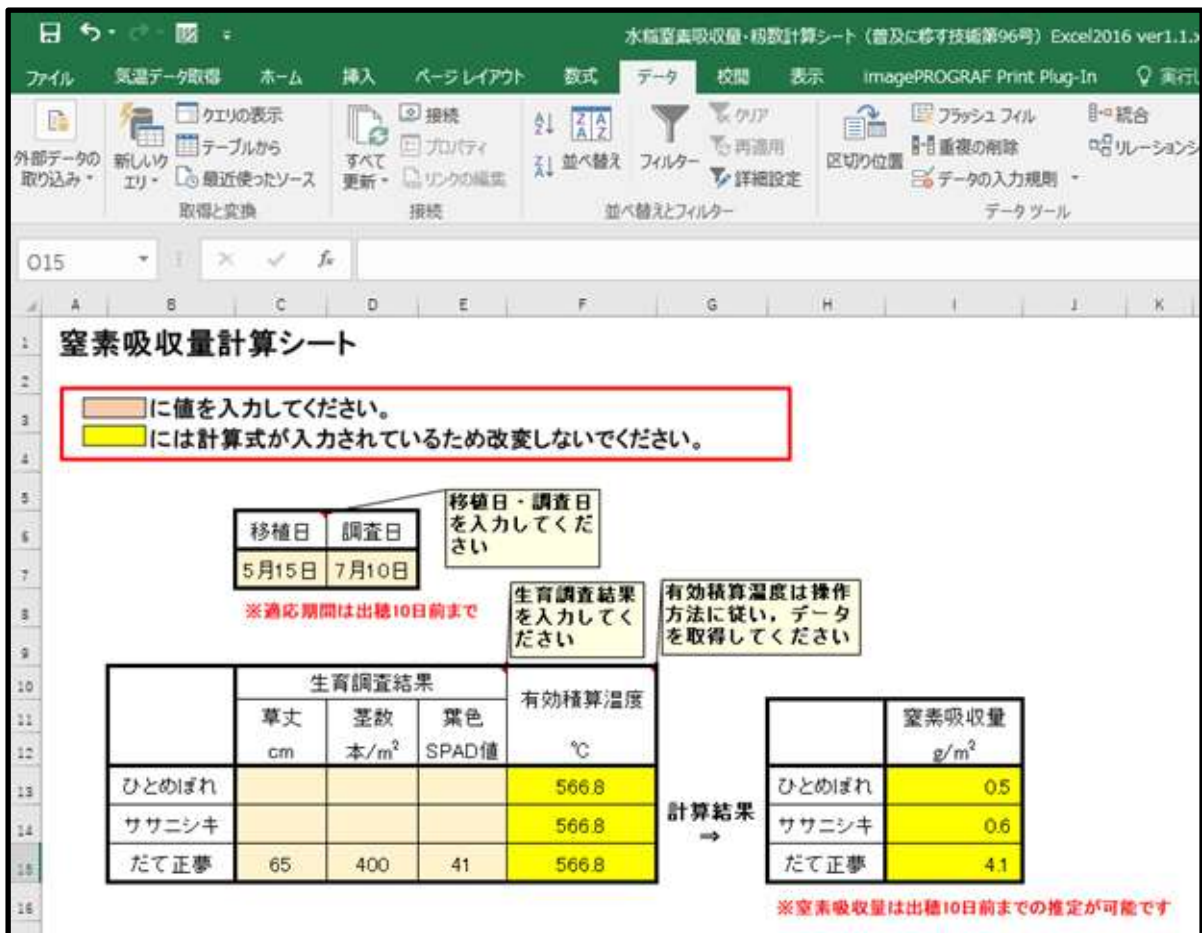 水稲窒素吸収量・籾数計算シート（普及に移す技術第96号）Excel2016 ver1.1.x
ファイル 気温データ取得 ホーム 挿入 ページ レイアウト 数式 データ 校閲 表示 imagePROGRAF Print Plug-In 実行
外部データの
取り込み
新しいク
エリ
クエリの表示
テーブルから
最近使ったソース
取得と変換
すべて
更新
接続
プロパティ
リンクの編集
接続
並べ替え
フィルター
クリア
再適用
詳細設定
並べ替えとフィルター
区切り位置
フラッシュ フィル
重複の削除
データの入力規則
統合
リレーションシ
データ ツール
O15 fx
A B C D E F G H I J K
1 窒素吸収量計算シート
2
3 に値を入力してください。
4 には計算式が入力されているため改変しないでください。
5
移植日・調査日
を入力してくだ
さい
6 移植日 調査日
7 5月15日 7月10日
8 ※適応期間は出穂10日前まで
生育調査結果
を入力してく
ださい
有効積算温度は操作
方法に従い，データ
を取得してください
9
10 生育調査結果 有効積算温度
11 草丈 茎数 葉色 窒素吸収量
12 cm 本/m² SPAD値 ℃ g/m²
13 ひとめぼれ 566.8 ひとめぼれ 0.5
14 ササニシキ 566.8 計算結果 ⇒ ササニシキ 0.6
15 だて正夢 65 400 41 566.8 だて正夢 4.1
16 ※窒素吸収量は出穂10日前までの推定が可能です